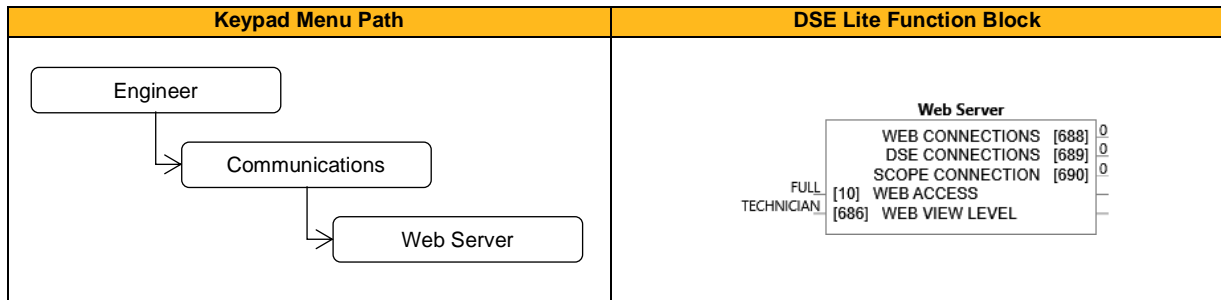 Keypad Menu Path
DSE Lite Function Block
Engineer
Communications
Web Server
Web Server
WEB CONNECTIONS [688] 0
DSE CONNECTIONS [689] 0
SCOPE CONNECTION [690] 0
FULL [10] WEB ACCESS
TECHNICIAN [686] WEB VIEW LEVEL